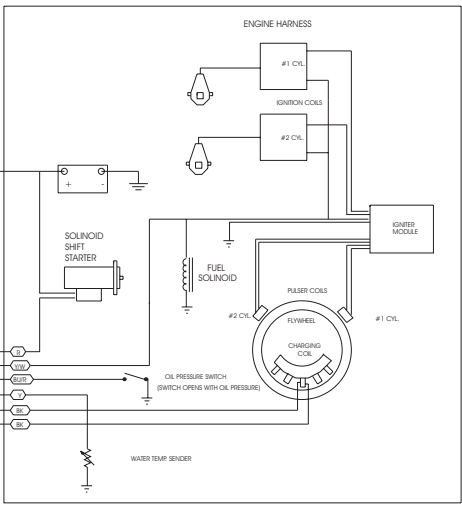 ENGINE HARNESS
#1 CYL.
IGNITION COILS
#2 CYL.
+ -
SOLINOID
SHIFT
STARTER
IGNITER
MODULE
FUEL
SOLINOID
PULSER COILS
#2 CYL.
#1 CYL.
FLYWHEEL
CHARGING
COIL
R
Y/W
BU/R
OIL PRESSURE SWITCH
(SWITCH OPENS WITH OIL PRESSURE)
Y
BK
BK
WATER TEMP. SENDER